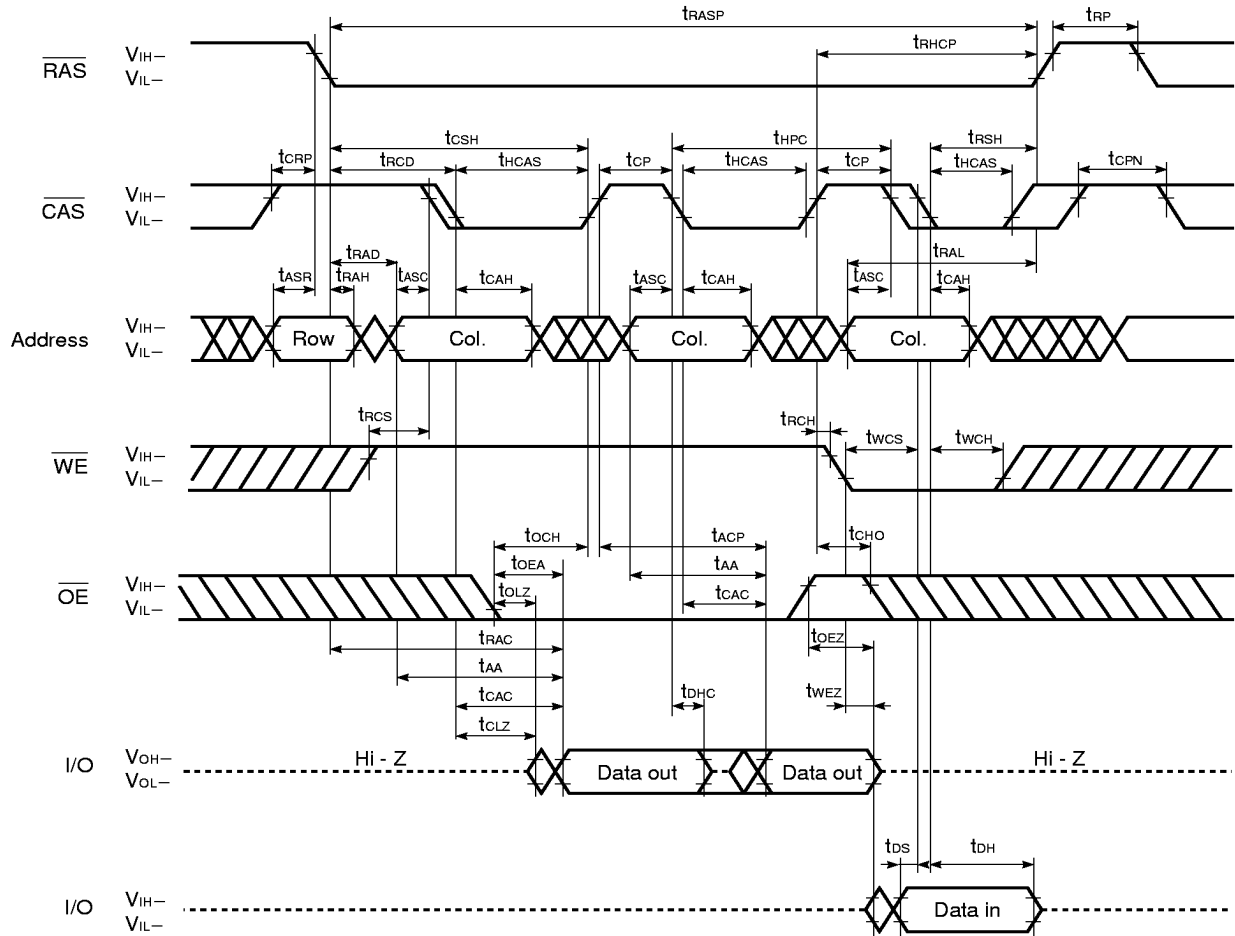 tRASP
tRP
tRHCP
RAS
VIH–
VIL–
tCSH
tHPC
tRSH
tCRP
tRCD
tHCAS
tCP
tHCAS
tCP
tHCAS
tCPN
CAS
VIH–
VIL–
tRAD
tRAL
tASR
tRAH
tASC
tCAH
tASC
tCAH
tASC
tCAH
Address
VIH–
VIL–
Row
Col.
Col.
Col.
tRCS
tRCH
tWCS
tWCH
WE
VIH–
VIL–
tOCH
tACP
tCHO
tOEA
tAA
OE
VIH–
VIL–
tOLZ
tCAC
tRAC
tOEZ
tAA
tCAC
tDHC
tWEZ
tCLZ
I/O
VOH–
VOL–
Hi - Z
Data out
Data out
Hi - Z
tDS
tDH
I/O
VIH–
VIL–
Data in